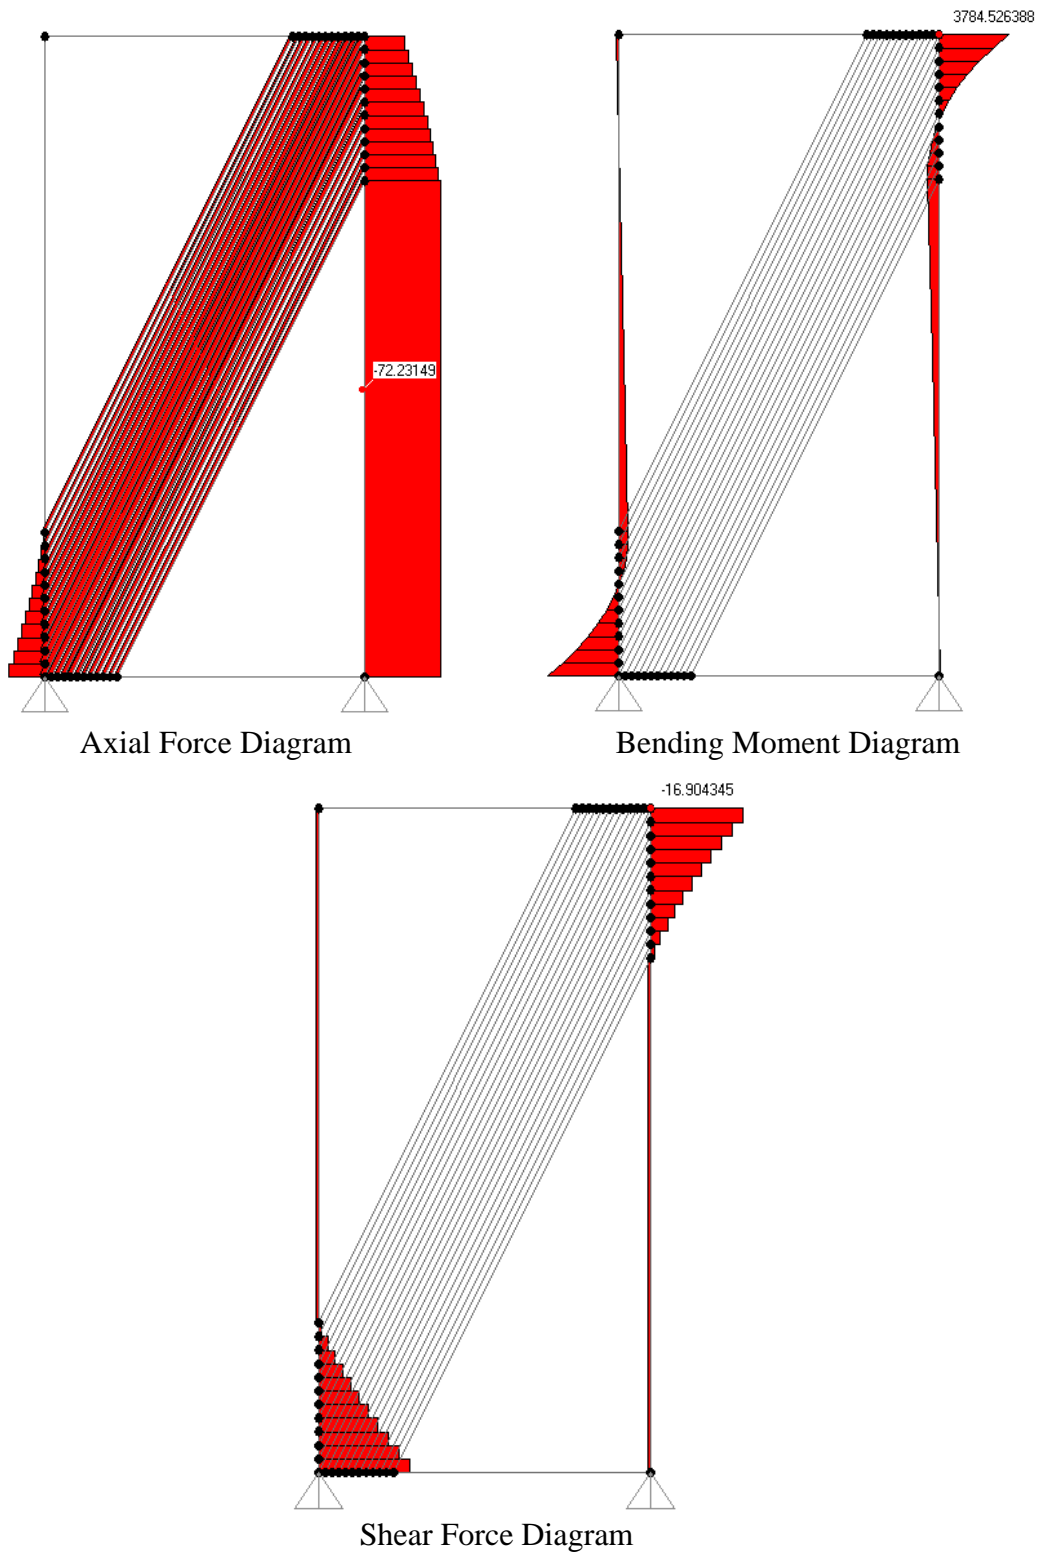 3784.526388
-72.23149
Axial Force Diagram
Bending Moment Diagram
-16.904345
Shear Force Diagram